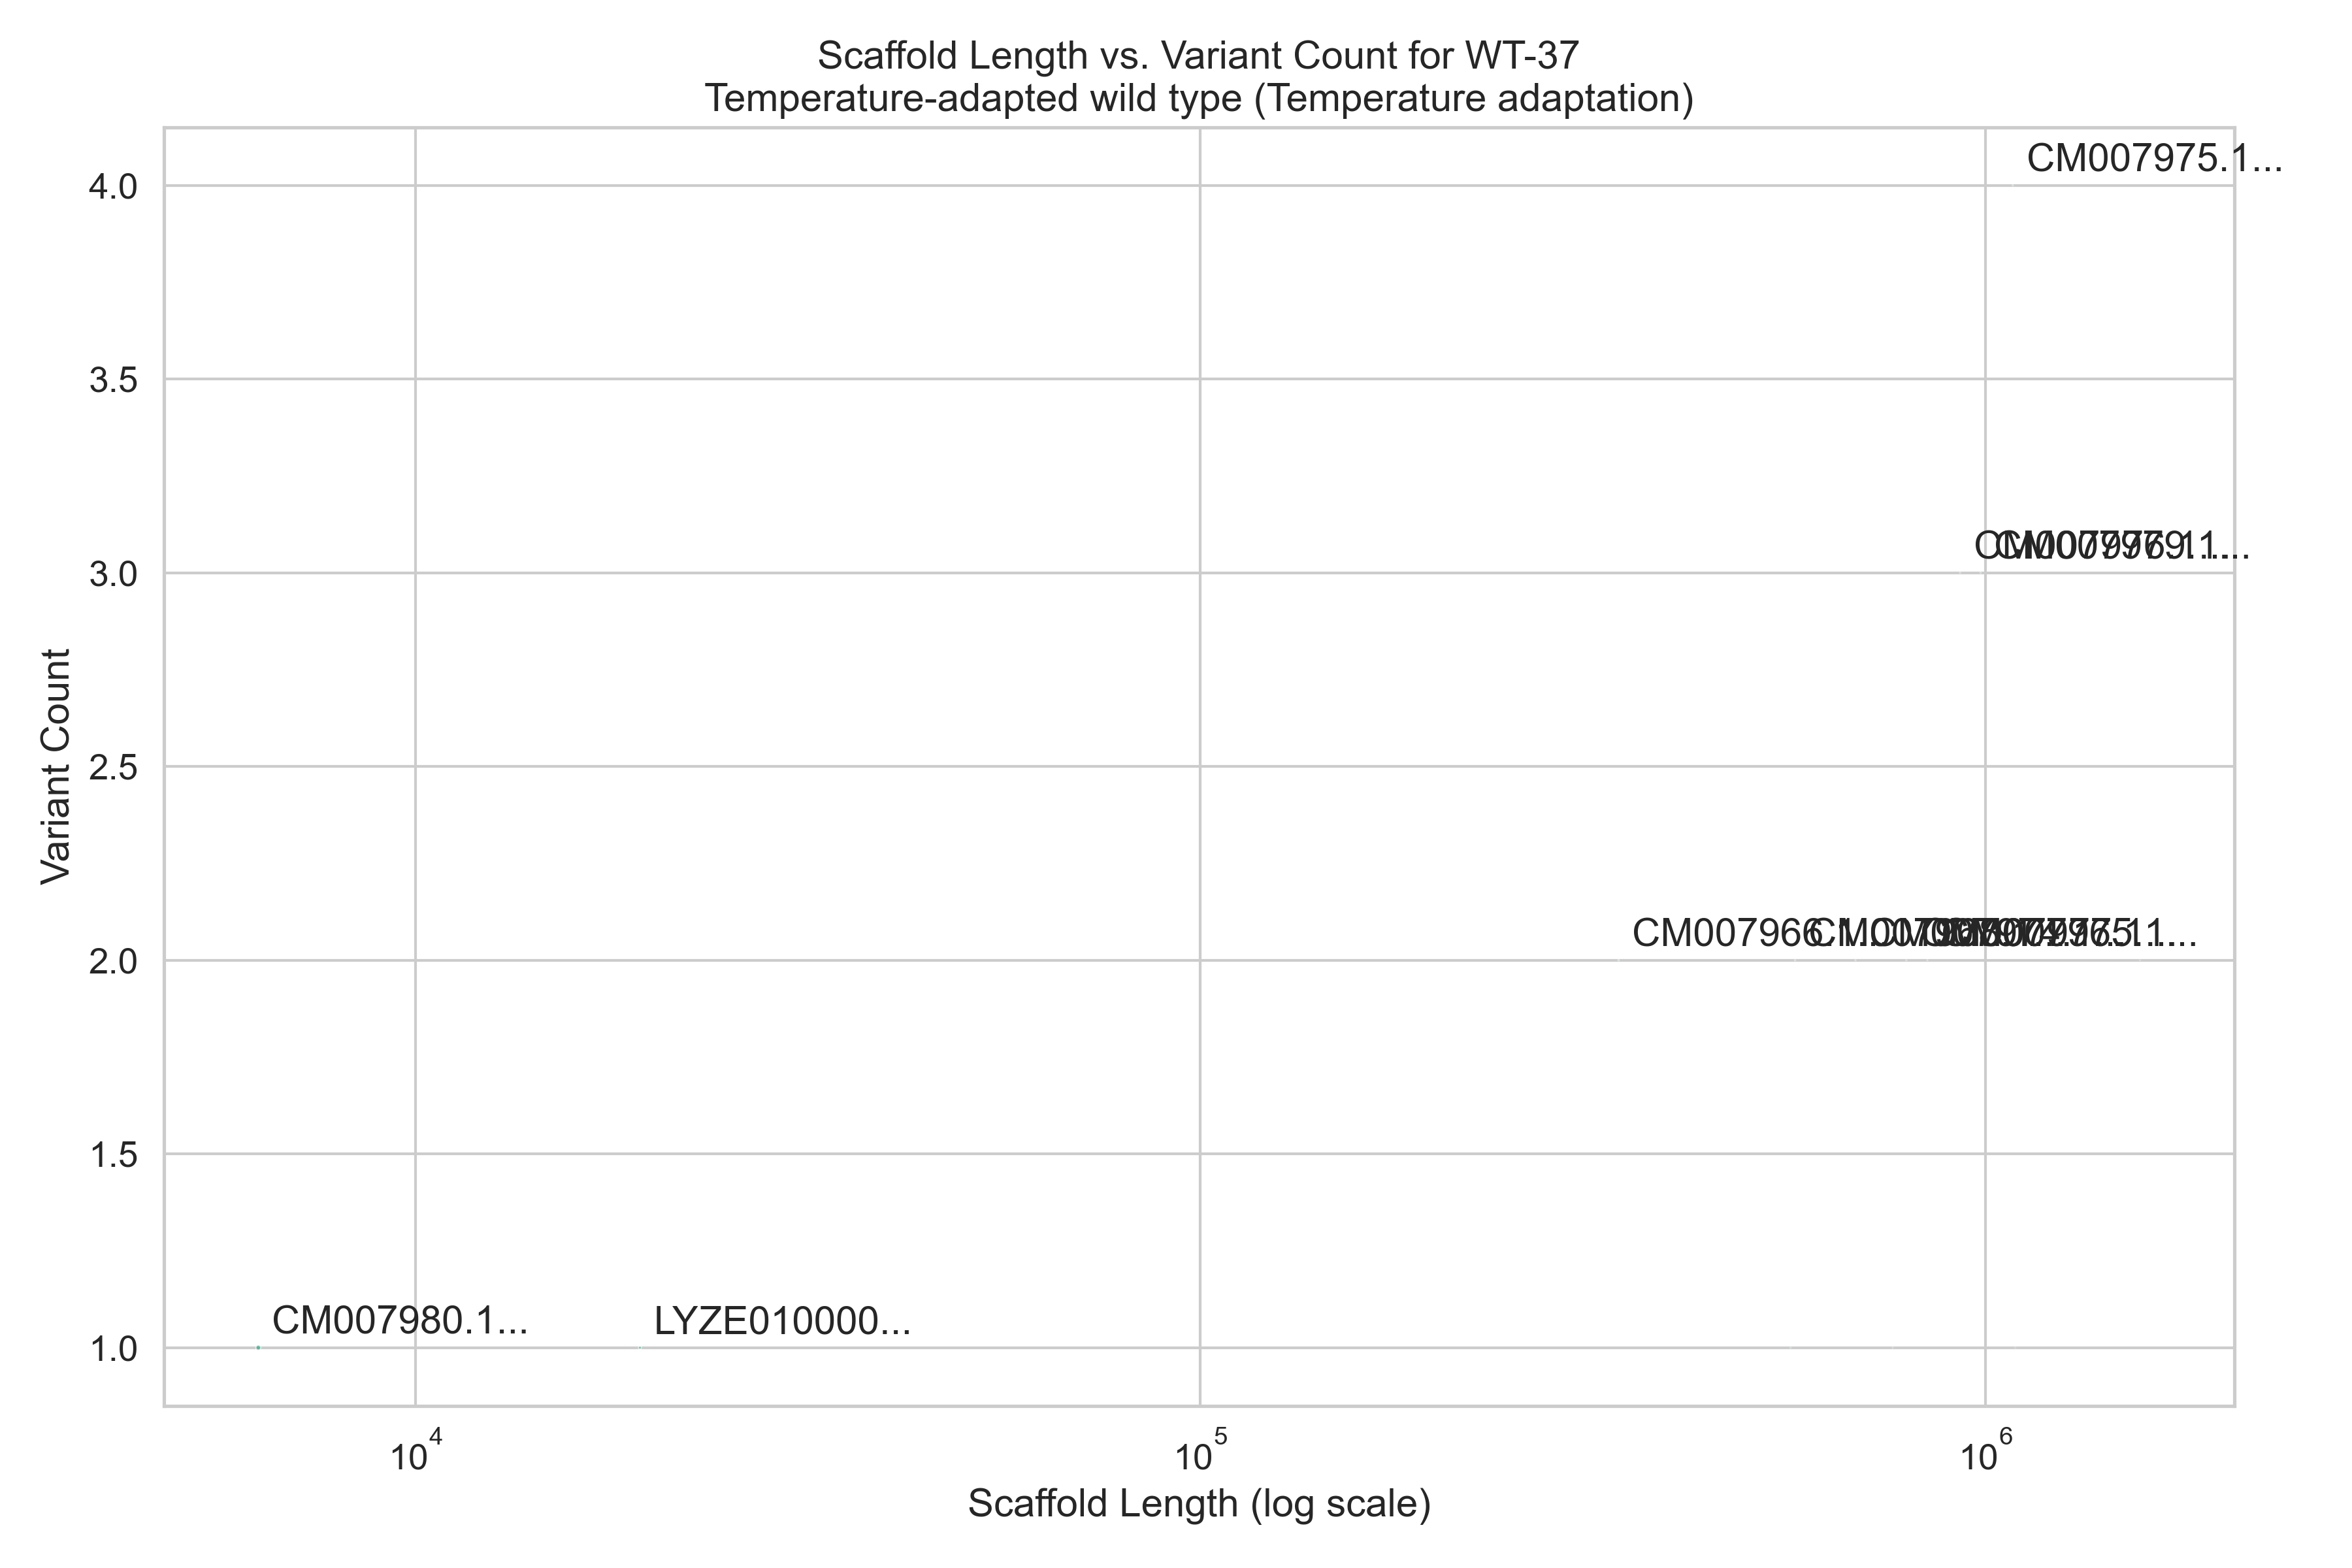 Scaffold Length vs. Variant Count for WT-37
Temperature-adapted wild type (Temperature adaptation)
CM007975.1...
4.0
3.5
3.0
2.5
CM007966.1...
2.0
1.5
CM007980.1...
LYZE010000...
1.0
Variant Count
10^4
10^5
10^6
Scaffold Length (log scale)